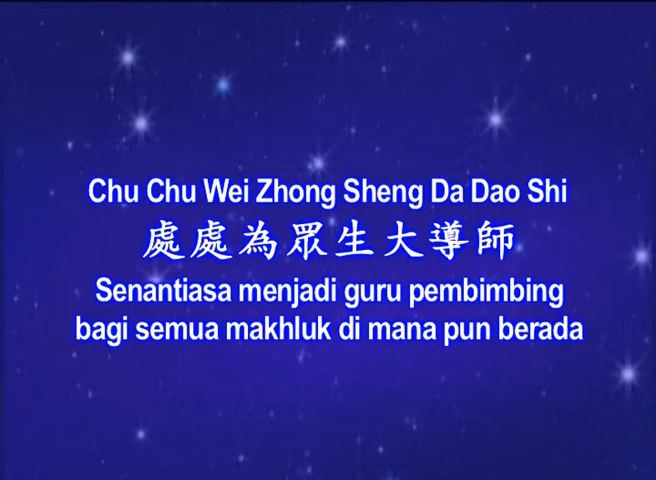 Chu Chu Wei Zhong Sheng Da Dao Shi
處處為眾生大導師
Senantiasa menjadi guru pembimbing
bagi semua makhluk di mana pun berada